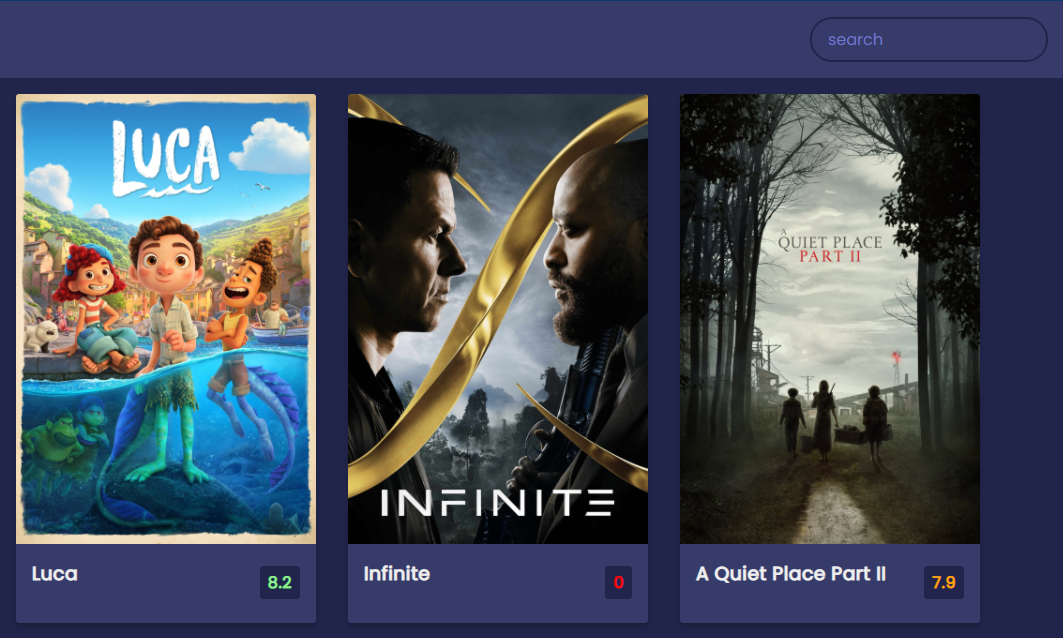 search
LUCA
INFINITE
A
QUIET PLACE
PART II
Luca
8.2
Infinite
0
A Quiet Place Part II
7.9